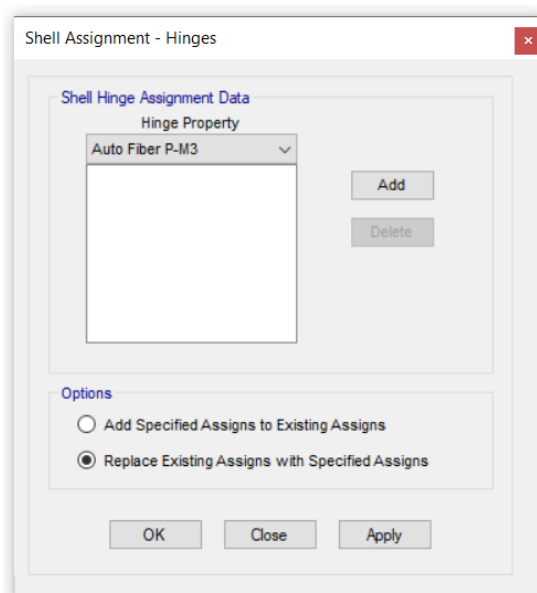 Shell Assignment - Hinges
Shell Hinge Assignment Data
Hinge Property
Auto Fiber P-M3
Add
Delete
Options
Add Specified Assigns to Existing Assigns
Replace Existing Assigns with Specified Assigns
OK Close Apply